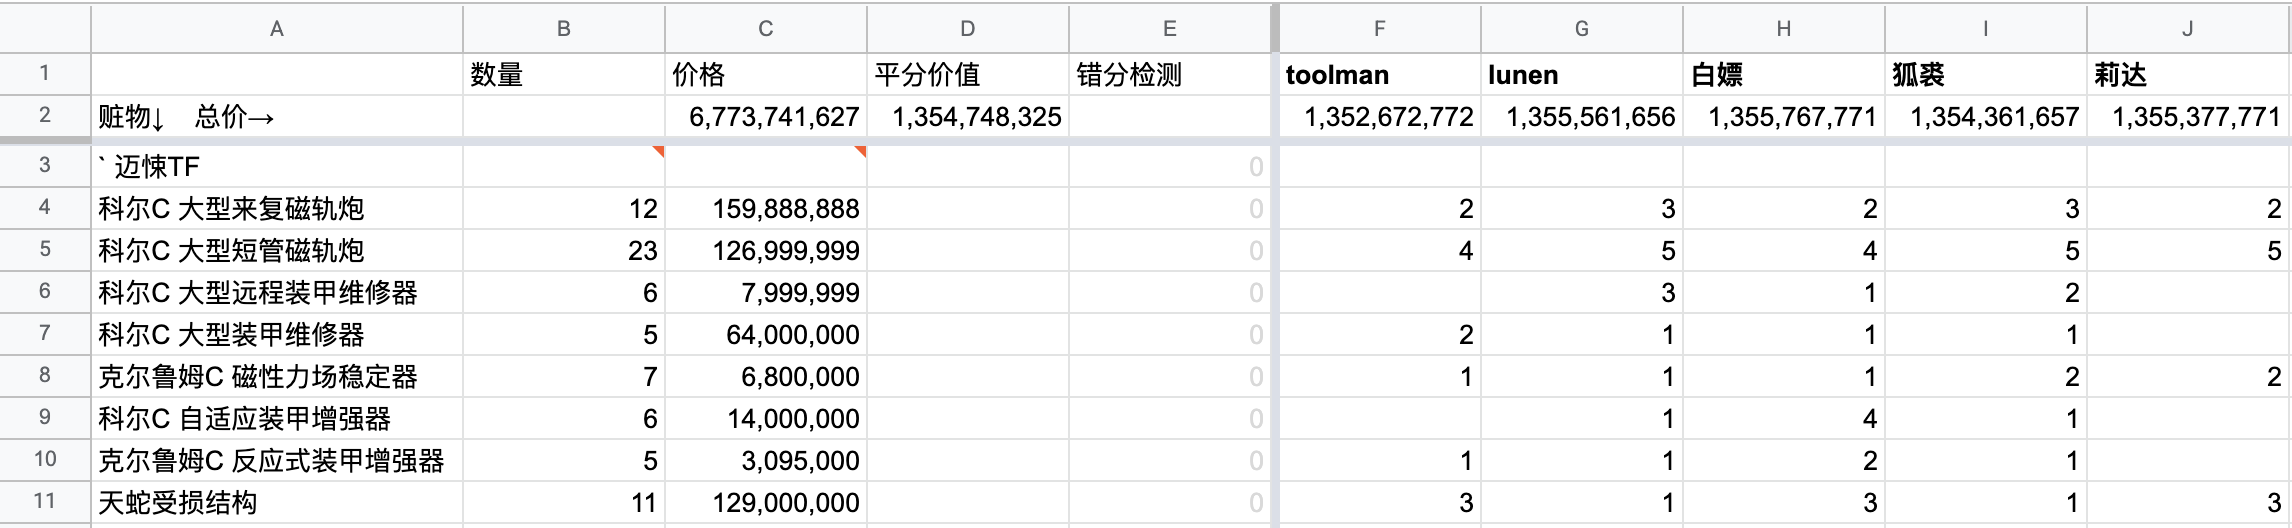 A B C D E F G H I J
1 数量 价格 平分价值 错分检测 toolman lunen 白嫖 狐裘 莉达
2 赃物↓ 总价→ 6,773,741,627 1,354,748,325 1,352,672,772 1,355,561,656 1,355,767,771 1,354,361,657 1,355,377,771
3 ` 迈悚TF 0
4 科尔C 大型来复磁轨炮 12 159,888,888 0 2 3 2 3 2
5 科尔C 大型短管磁轨炮 23 126,999,999 0 4 5 4 5 5
6 科尔C 大型远程装甲维修器 6 7,999,999 0 3 1 2
7 科尔C 大型装甲维修器 5 64,000,000 0 2 1 1 1
8 克尔鲁姆C 磁性力场稳定器 7 6,800,000 0 1 1 1 2 2
9 科尔C 自适应装甲增强器 6 14,000,000 0 1 4 1
10 克尔鲁姆C 反应式装甲增强器 5 3,095,000 0 1 1 2 1
11 天蛇受损结构 11 129,000,000 0 3 1 3 1 3